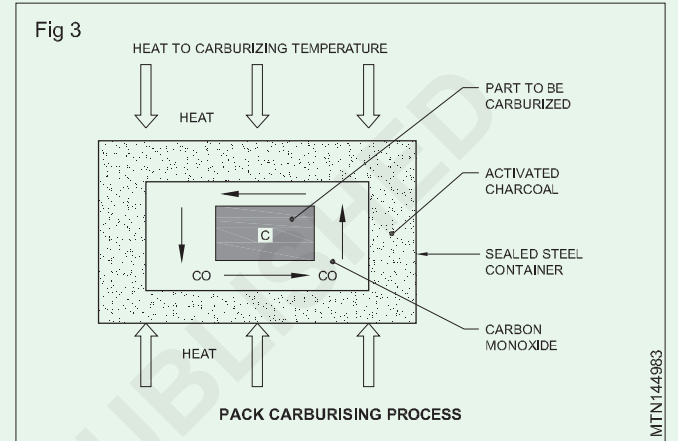 Fig 3
HEAT TO CARBURIZING TEMPERATURE
HEAT
PART TO BE
CARBURIZED
ACTIVATED
CHARCOAL
C
SEALED STEEL
CONTAINER
CO
CO
CARBON
MONOXIDE
HEAT
PACK CARBURISING PROCESS
MTN144983
UBLISHED